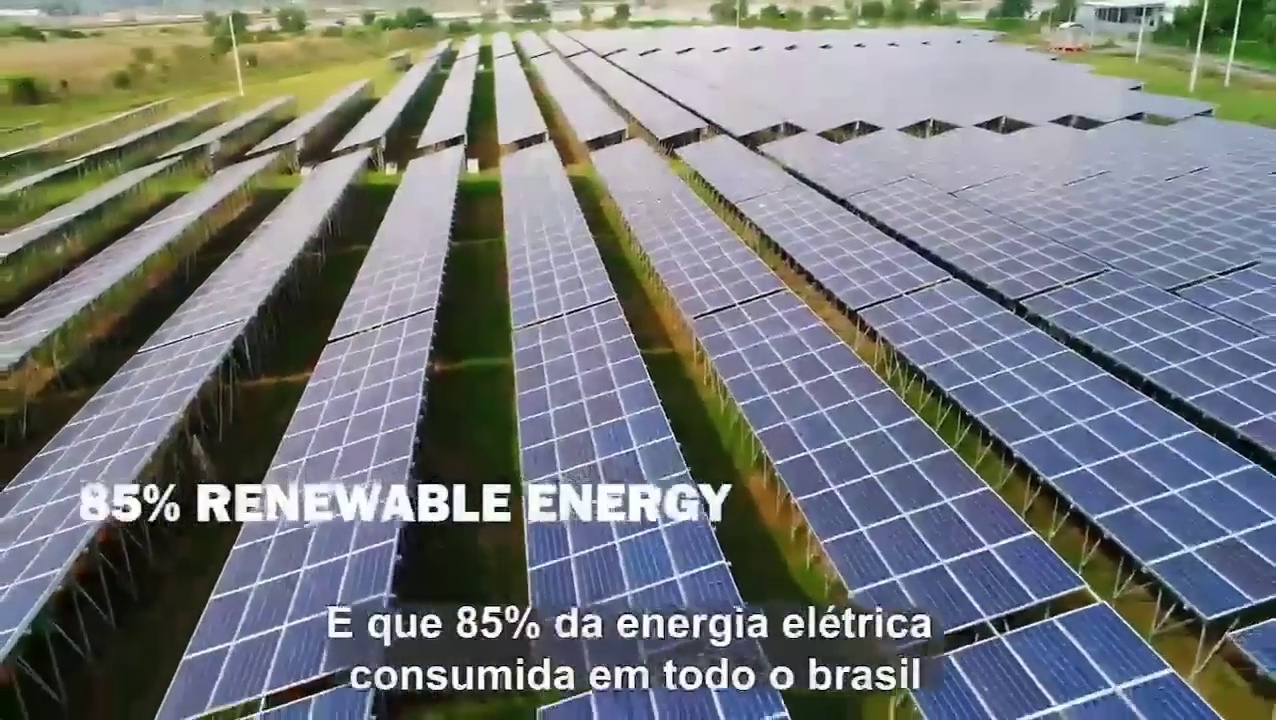 85% RENEWABLE ENERGY
E que 85% da energia elétrica
consumida em todo o brasil